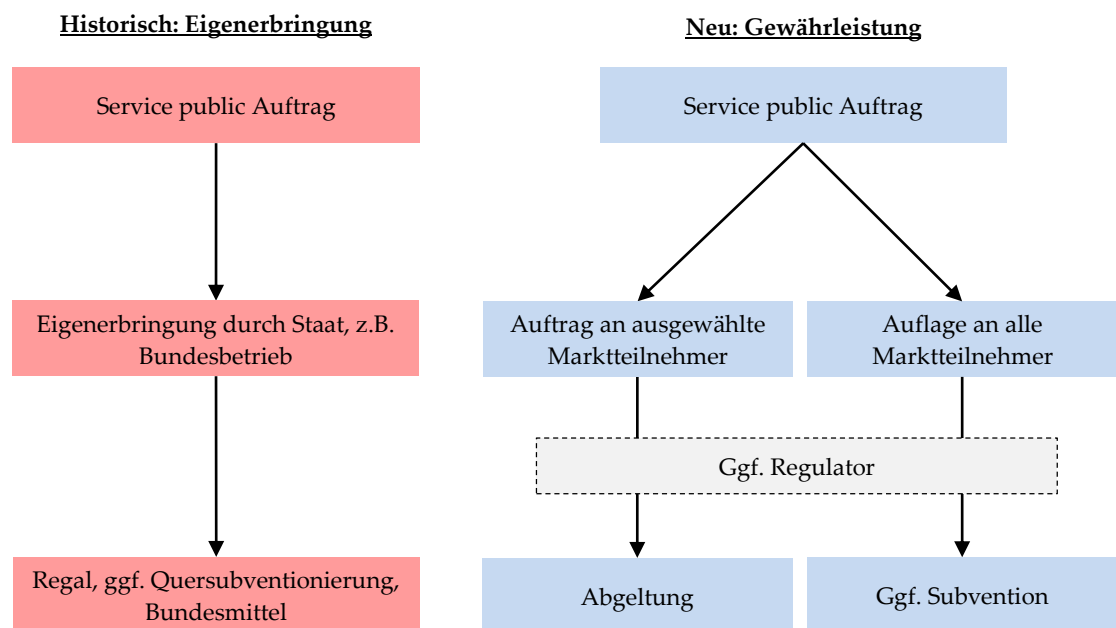 Historisch: Eigenerbringung
Service public Auftrag
Eigenerbringung durch Staat, z.B.
Bundesbetrieb
Regal, ggf. Quersubventionierung,
Bundesmittel
Neu: Gewährleistung
Service public Auftrag
Auftrag an ausgewählte
Marktteilnehmer
Auflage an alle
Marktteilnehmer
Ggf. Regulator
Abgeltung
Ggf. Subvention